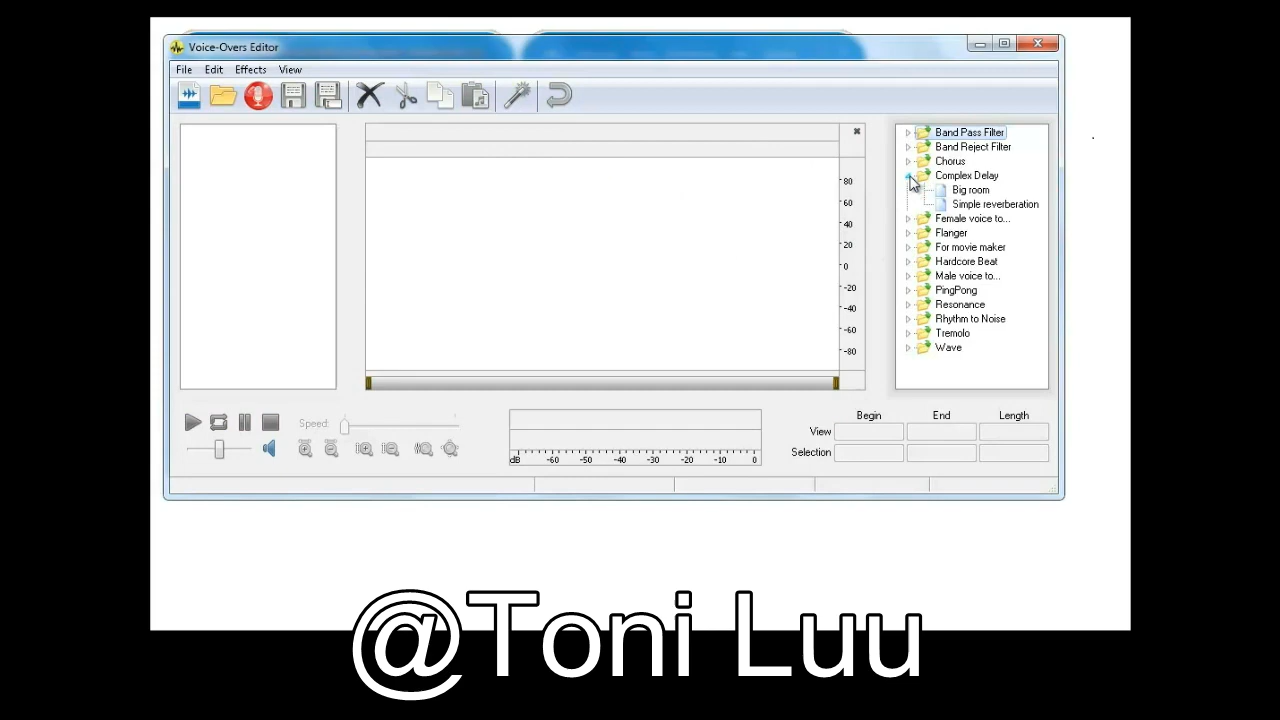 Voice-Overs Editor
File Edit Effects View
Band Pass Filter
Band Reject Filter
Chorus
Complex Delay
Big room
Simple reverberation
Female voice to...
Flanger
For movie maker
Hardcore Beat
Male voice to...
PingPong
Resonance
Rhythm to Noise
Tremolo
Wave
80
60
40
20
0
-20
-40
-60
-80
Speed:
dB -60 -50 -40 -30 -20 -10 0
Begin End Length
View
Selection
@Toni Luu